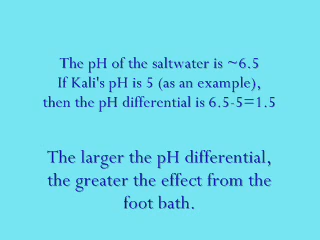 The pH of the saltwater is ~6.5
If Kali's pH is 5 (as an example),
then the pH differential is 6.5-5=1.5
The larger the pH differential,
the greater the effect from the
foot bath.